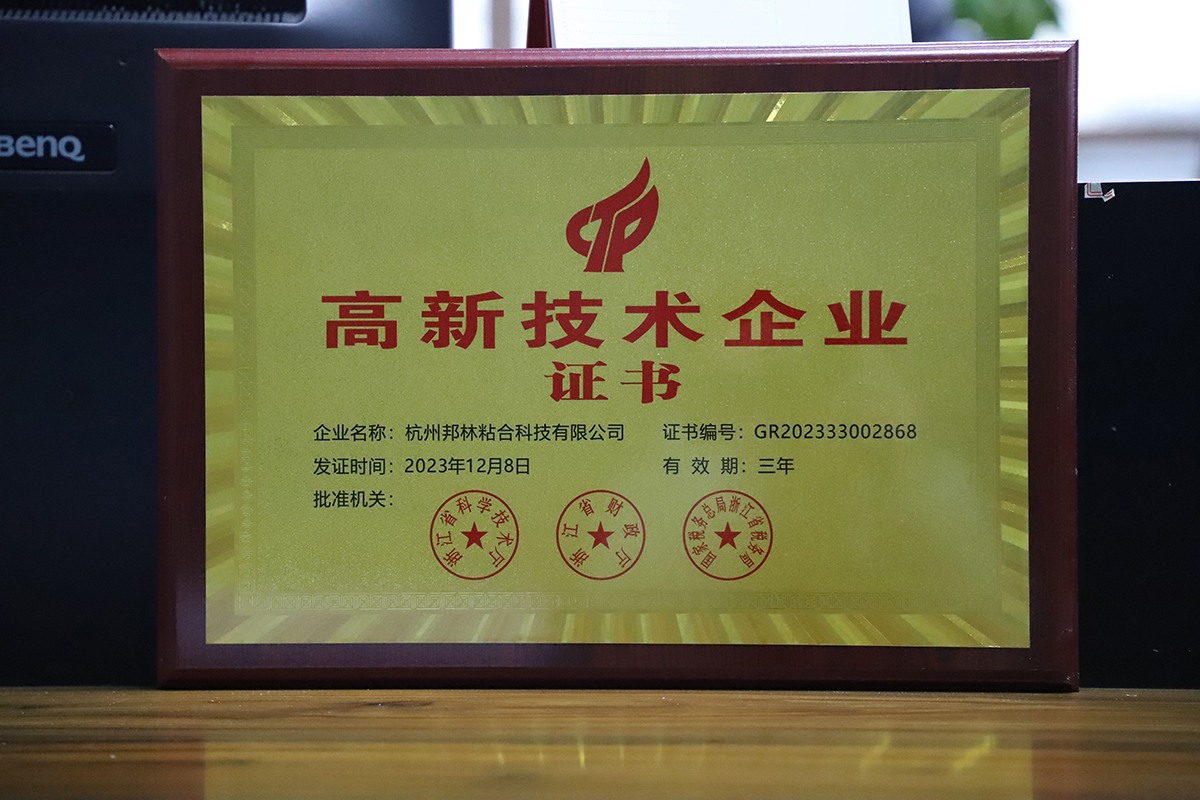 BenQ
CTP
高新技术企业
证书
企业名称：杭州邦林粘合科技有限公司 证书编号：GR202333002868
发证时间：2023年12月8日 有 效 期：三年
批准机关：
浙江省科学技术厅 浙江省财政厅 国家税务总局浙江省税务局